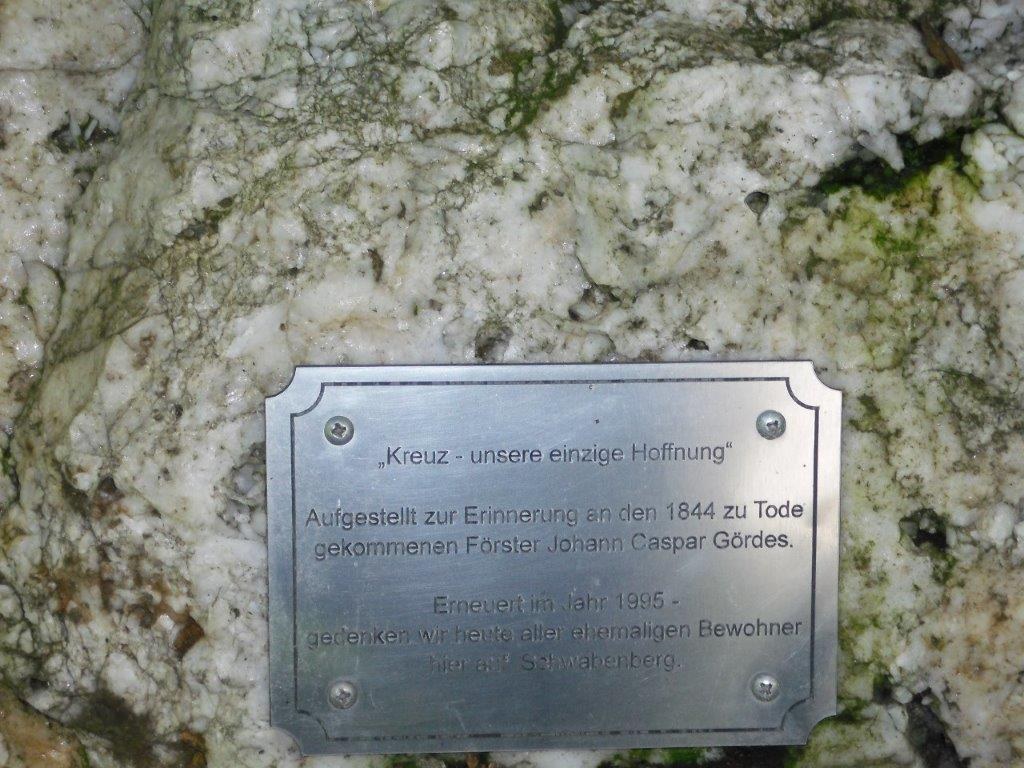 „Kreuz - unsere einzige Hoffnung“
Aufgestellt zur Erinnerung an den 1844 zu Tode
gekommenen Förster Johann Caspar Gördes.
Erneuert im Jahr 1995 -
gedenken wir heute aller ehemaligen Bewohner
hier auf Schwabenberg.